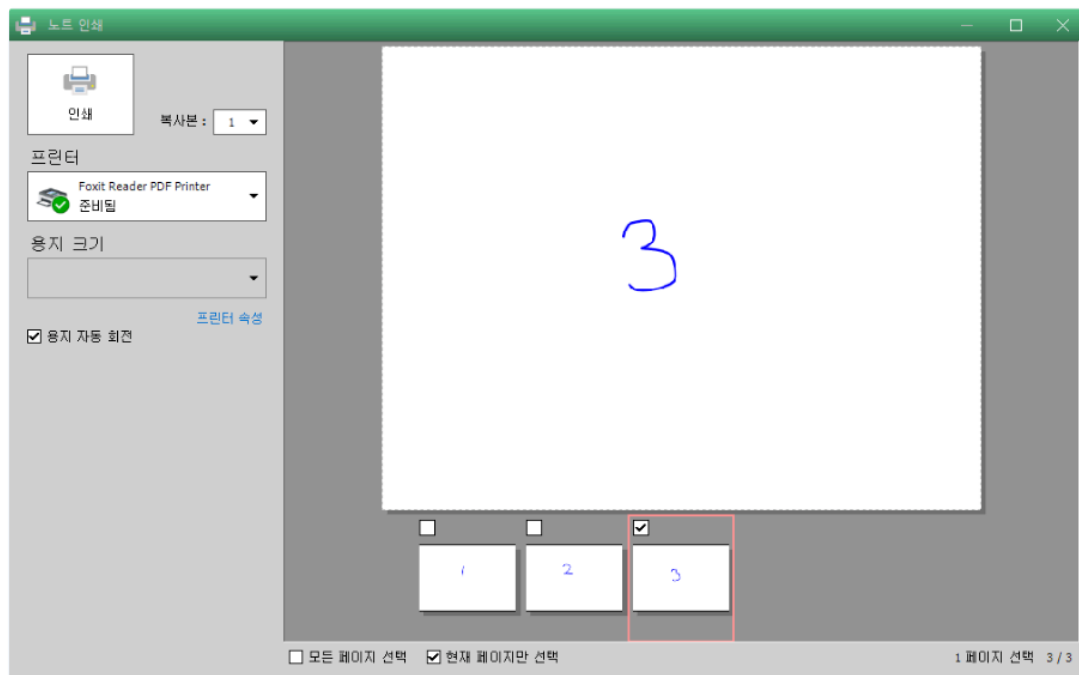 노트 인쇄
인쇄
복사본 : 1
프린터
Foxit Reader PDF Printer
준비됨
용지 크기
프린터 속성
용지 자동 회전
3
1
2
3
모든 페이지 선택
현재 페이지만 선택
1 페이지 선택 3 / 3